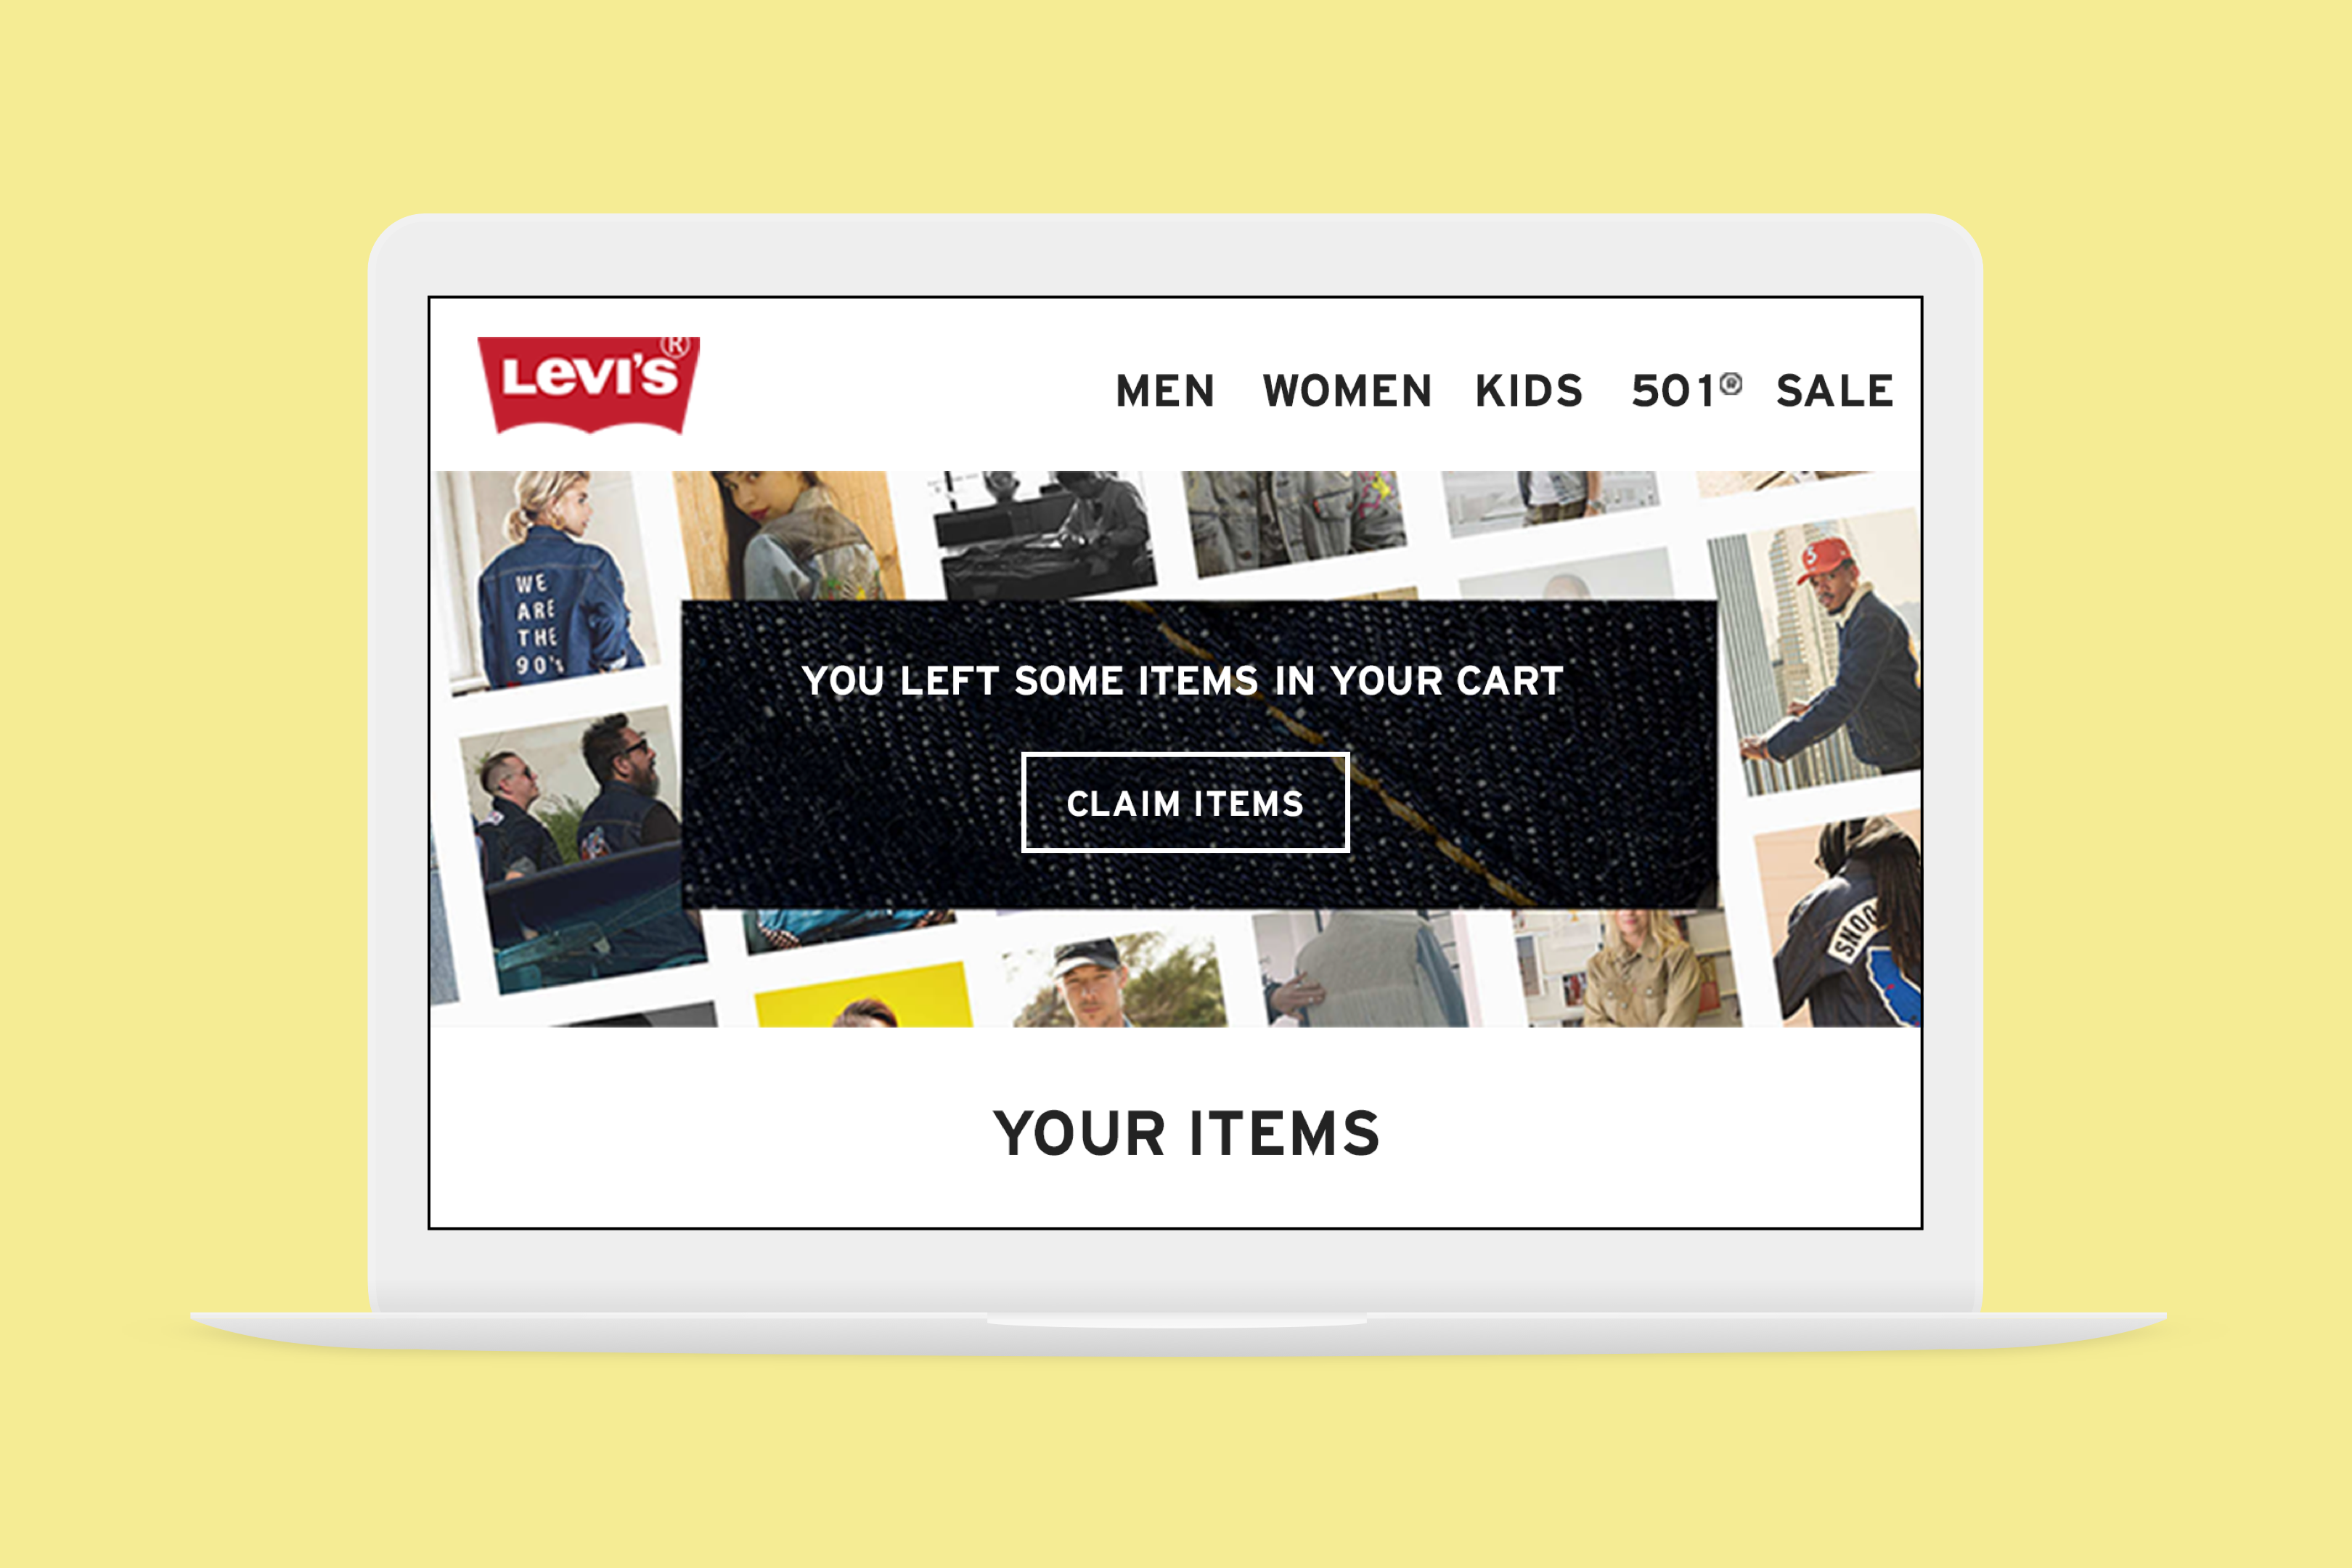 LEVI'S®
MEN WOMEN KIDS 501® SALE
WE
ARE
THE
90's
YOU LEFT SOME ITEMS IN YOUR CART
CLAIM ITEMS
SNOO
YOUR ITEMS